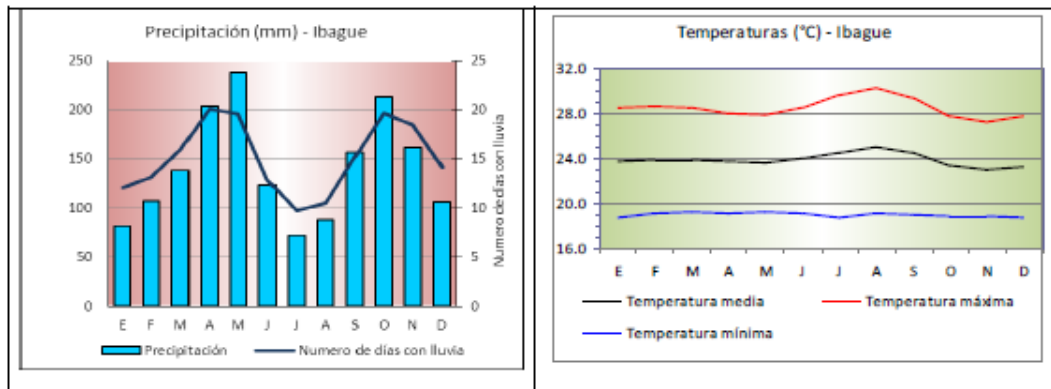 Precipitación (mm) - Ibague
250
200
150
100
50
0
25
20
15
10
5
0
Numero de días con lluvia
E F M A M J J A S O N D
Precipitación
Numero de días con lluvia
Temperaturas (°C) - Ibague
32.0
28.0
24.0
20.0
16.0
E F M A M J J A S O N D
Temperatura media
Temperatura máxima
Temperatura mínima